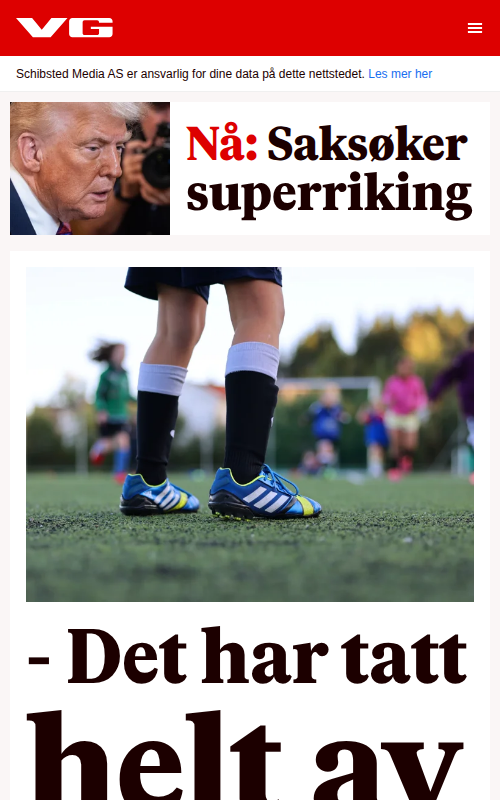 VG
Schibsted Media AS er ansvarlig for dine data på dette nettstedet. Les mer her
Nå: Saksøker
superriking
- Det har tatt
helt av